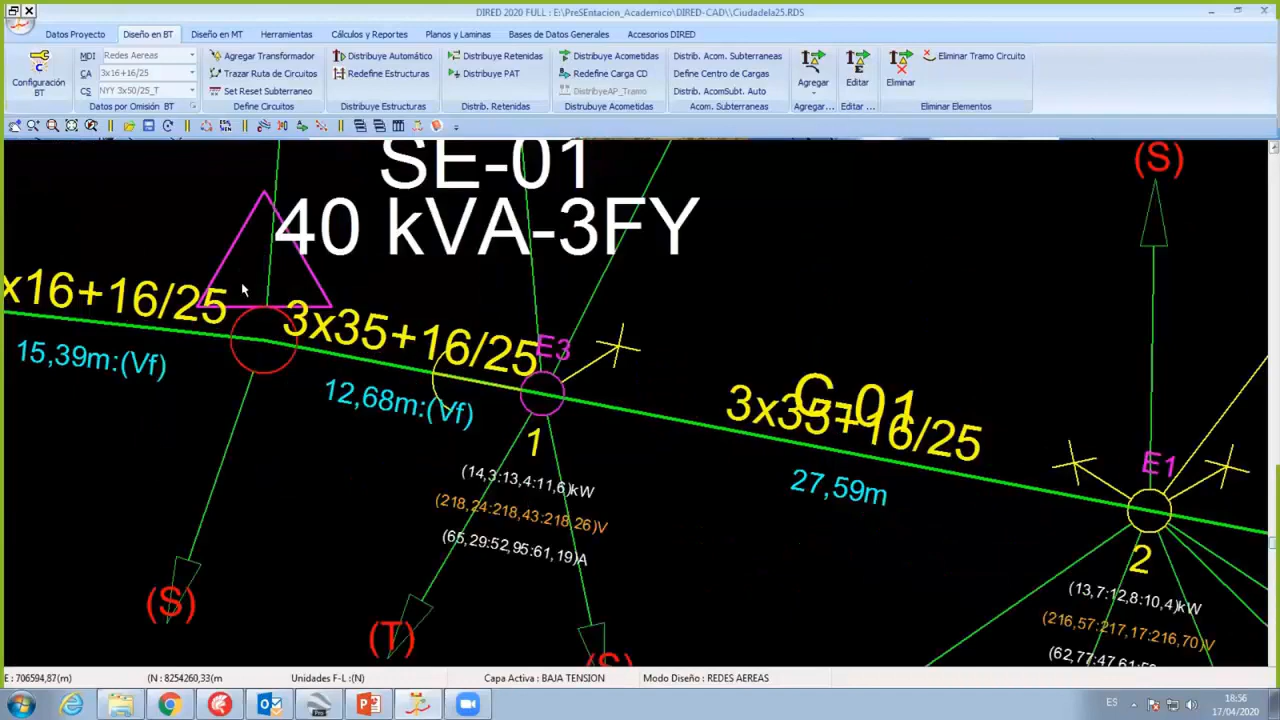 DIRED 2020 FULL : E:\PreSEntacion_Academico\DIRED-CAD\\Ciudadela25.RDS
Datos Proyecto
Diseño en BT
Diseño en MT
Herramientas
Cálculos y Reportes
Planos y Laminas
Bases de Datos Generales
Accesorios DIRED
Configuración BT
MDI Redes Aereas
CA 3x16+16/25
CS NYY 3x50/25_T
Datos por Omisión BT
Agregar Transformador
Trazar Ruta de Circuitos
Set Reset Subterraneo
Define Circuitos
Distribuye Automático
Redefine Estructuras
Distribuye Estructuras
Distribuye Retenidas
Distribuye PAT
Distrib. Retenidas
Distribuye Acometidas
Redefine Carga CD
DistribyeAP_Tramo
Distrubuye Acometidas
Distrib. Acom. Subterraneas
Define Centro de Cargas
Distrib. AcomSubt. Auto
Acom. Subterraneas
Agregar
Agregar...
Editar
Editar ...
Eliminar
Eliminar Tramo Circuito
Eliminar Elementos
SE-01
40 kVA-3FY
(S)
x16+16/25
3x35+16/25
E3
15,39m:(Vf)
12,68m:(Vf)
C-01
3x35+16/25
27,59m
E1
1
(14,3:13,4:11,6)kW
(218,24:218,43:218,26)V
(65,29:52,95:61,19)A
2
(13,7:12,8:10,4)kW
(216,57:217,17:216,70)V
(S)
(T)
(S)
E : 706594,87(m)
(N : 8254260,33(m)
Unidades F-L :(N)
Capa Activa : BAJA TENSION
Modo Diseño : REDES AEREAS
ES
18:56
17/04/2020